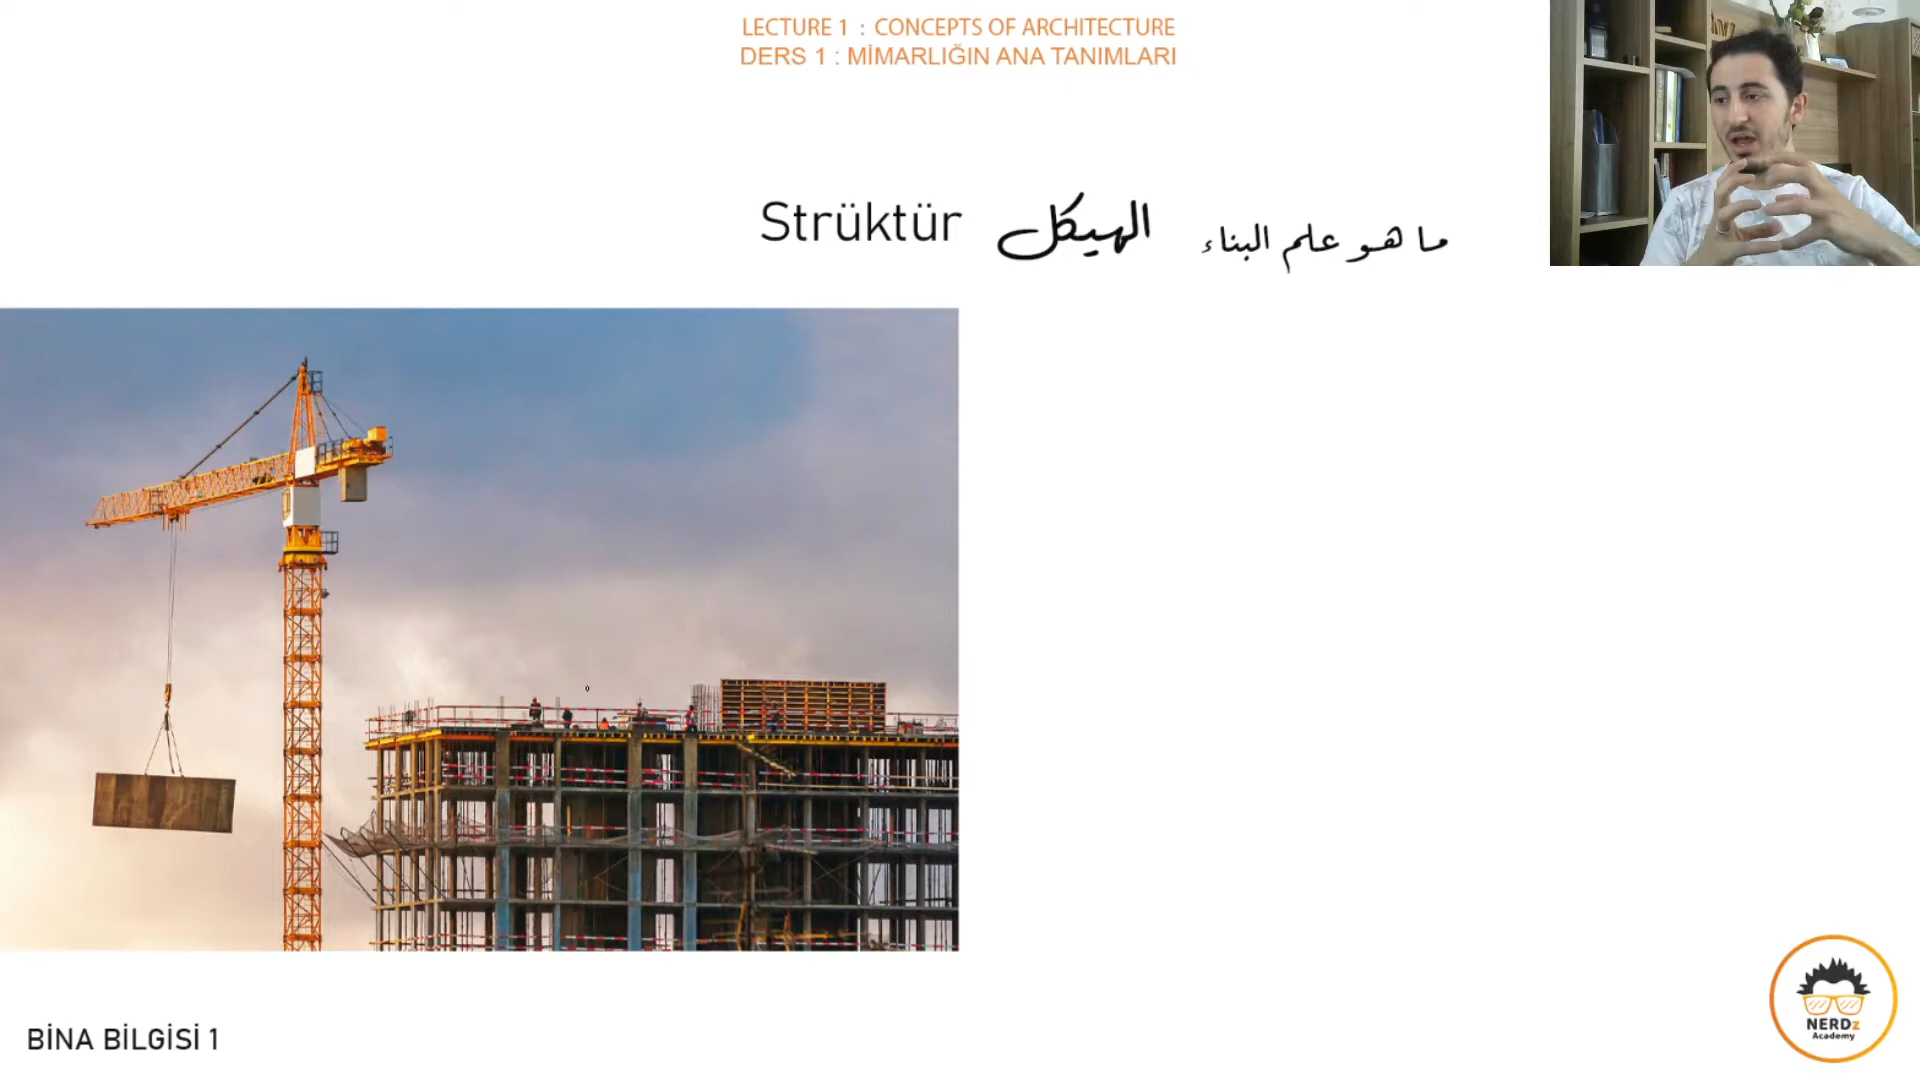 LECTURE 1 : CONCEPTS OF ARCHITECTURE
DERS 1 : MİMARLIĞIN ANA TANIMLARI
Strüktür الهيكل ما هو علم البناء
BİNA BİLGİSİ 1
NERDz
Academy